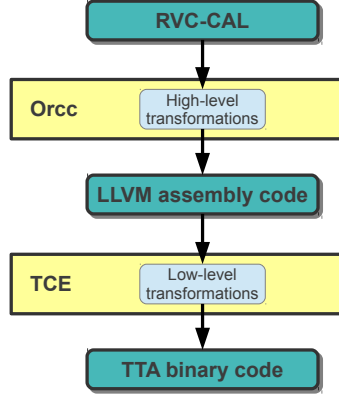 RVC-CAL
Orcc
High-level
transformations
LLVM assembly code
TCE
Low-level
transformations
TTA binary code